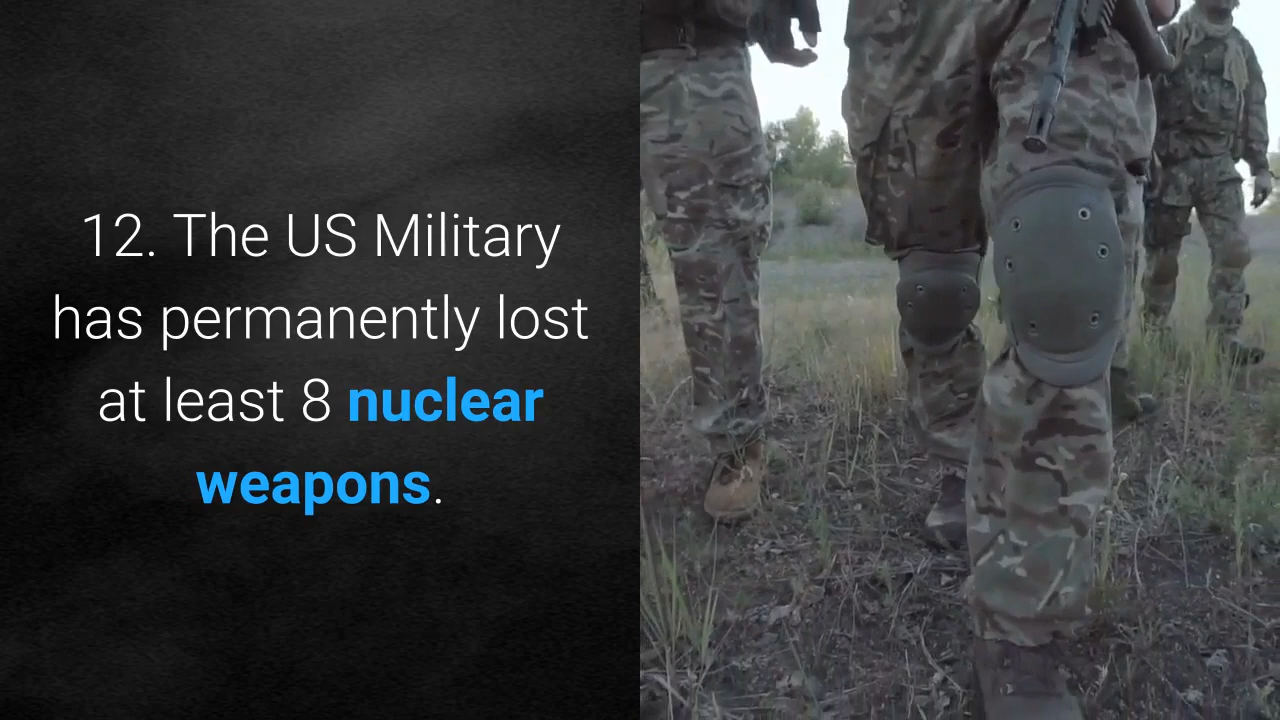 12. The US Military
has permanently lost
at least 8 nuclear
weapons.